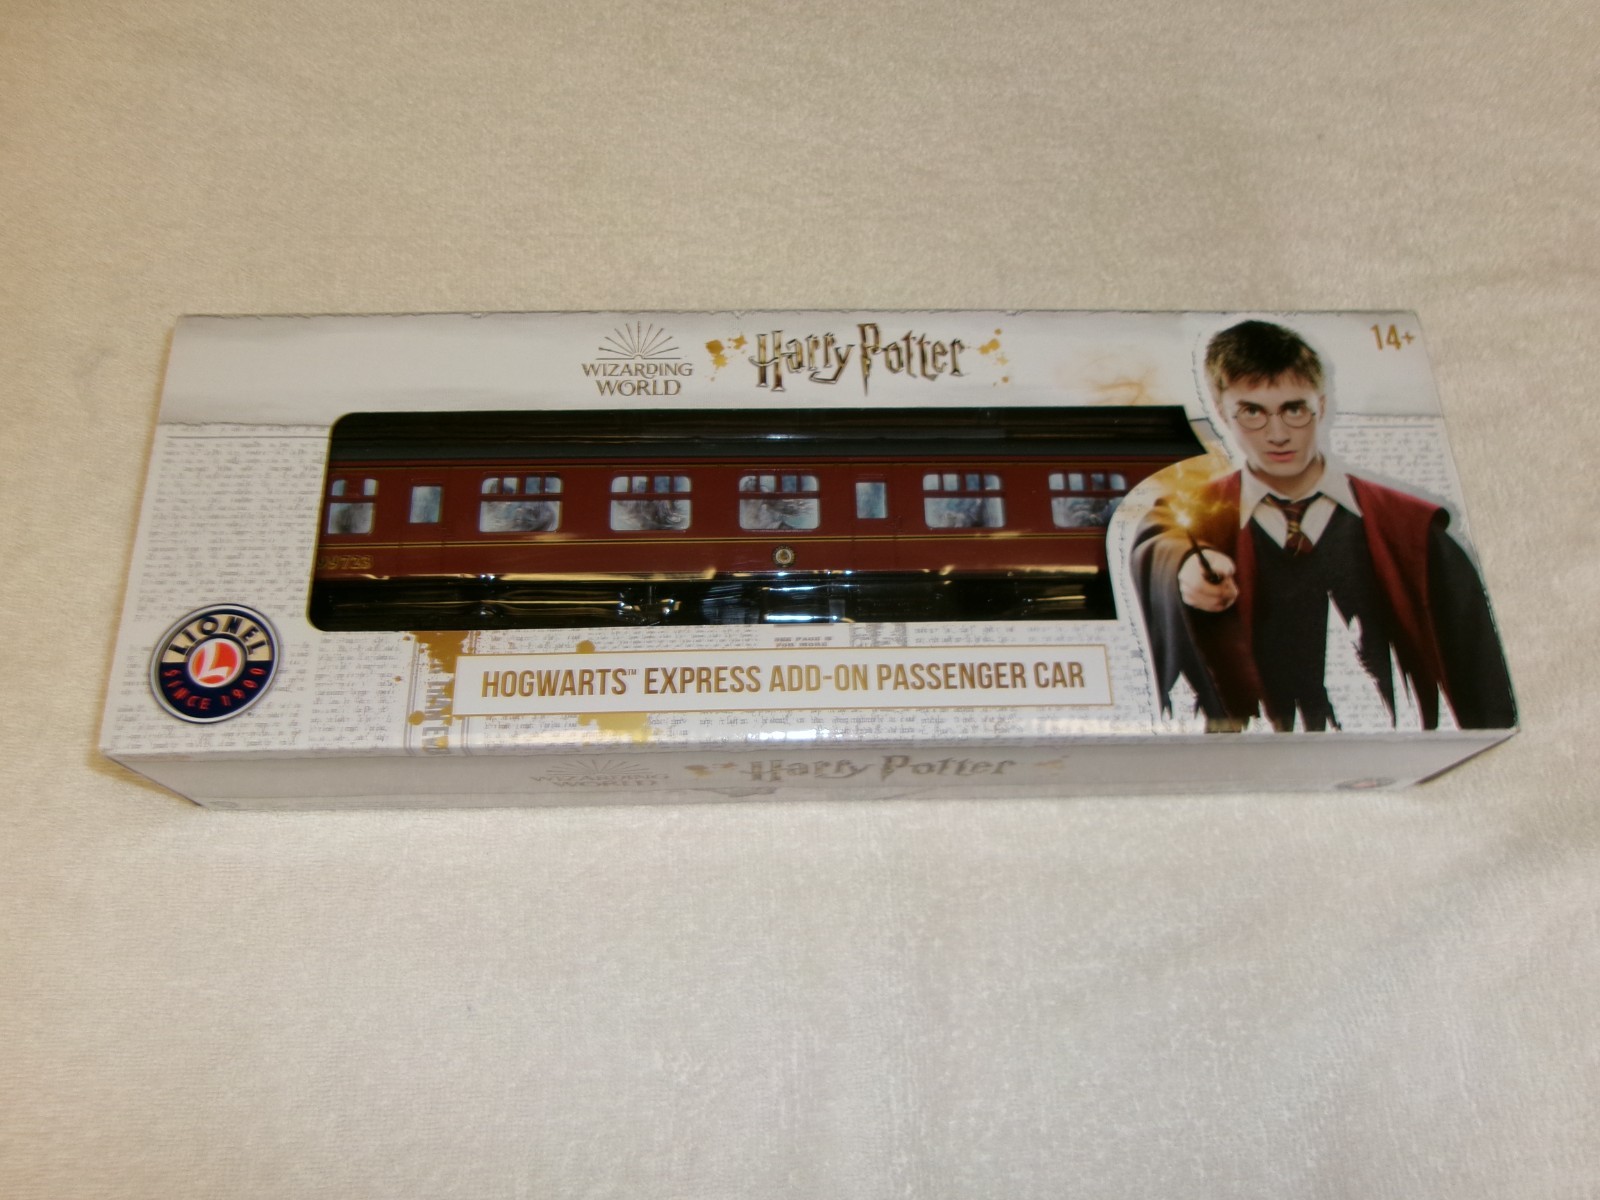 WIZARDING
WORLD
Harry Potter
14+
LIONEL
L
SINCE 1900
HOGWARTS™ EXPRESS ADD-ON PASSENGER CAR
WIZARDING
WORLD
Harry Potter